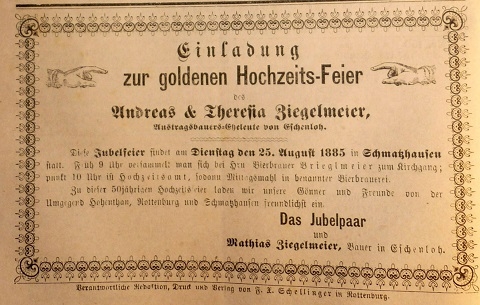 Einladung
zur goldenen Hochzeits-Feier
des
Andreas & Theresia Ziegelmeier,
Austragsbauers-Eheleute von Eschenloh.
Diese Jubelfeier findet am Dienstag den 25. August 1885 in Schmatzhausen
statt. Früh 9 Uhr versammelt man sich bei Hrn Bierbrauer Brieglmeier zum Kirchgang;
punkt 10 Uhr ist Hochzeitsamt, sodann Mittagsmahl in benannter Bierbrauerei.
Zu dieser 50jährigen Hochzeitsfeier laden wir unsere Gönner und Freunde von der
Umgegend Hohenthan, Rottenburg und Schmatzhausen freundlichst ein.
Das Jubelpaar
und
Mathias Ziegelmeier, Bauer in Eschenloh.
Verantwortliche Redaktion, Druck und Verlag von F. X. Schellinger in Rottenburg.